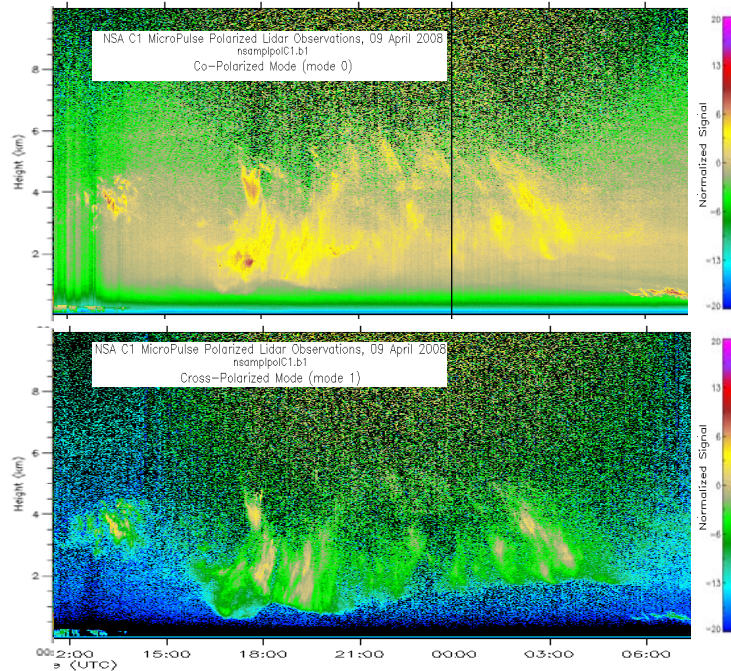 NSA C1 MicroPulse Polarized Lidar Observations, 09 April 2008
nsamplpolC1.b1
Co-Polarized Mode (mode 0)
Height (km)
8
6
4
2
20
13
6
0
-6
-13
-20
Normalized Signal
NSA C1 MicroPulse Polarized Lidar Observations, 09 April 2008
nsamplpolC1.b1
Cross-Polarized Mode (mode 1)
Height (km)
8
6
4
2
20
13
6
0
-6
-13
-20
Normalized Signal
2:00 15:00 18:00 21:00 00:00 03:00 06:00
(UTC)